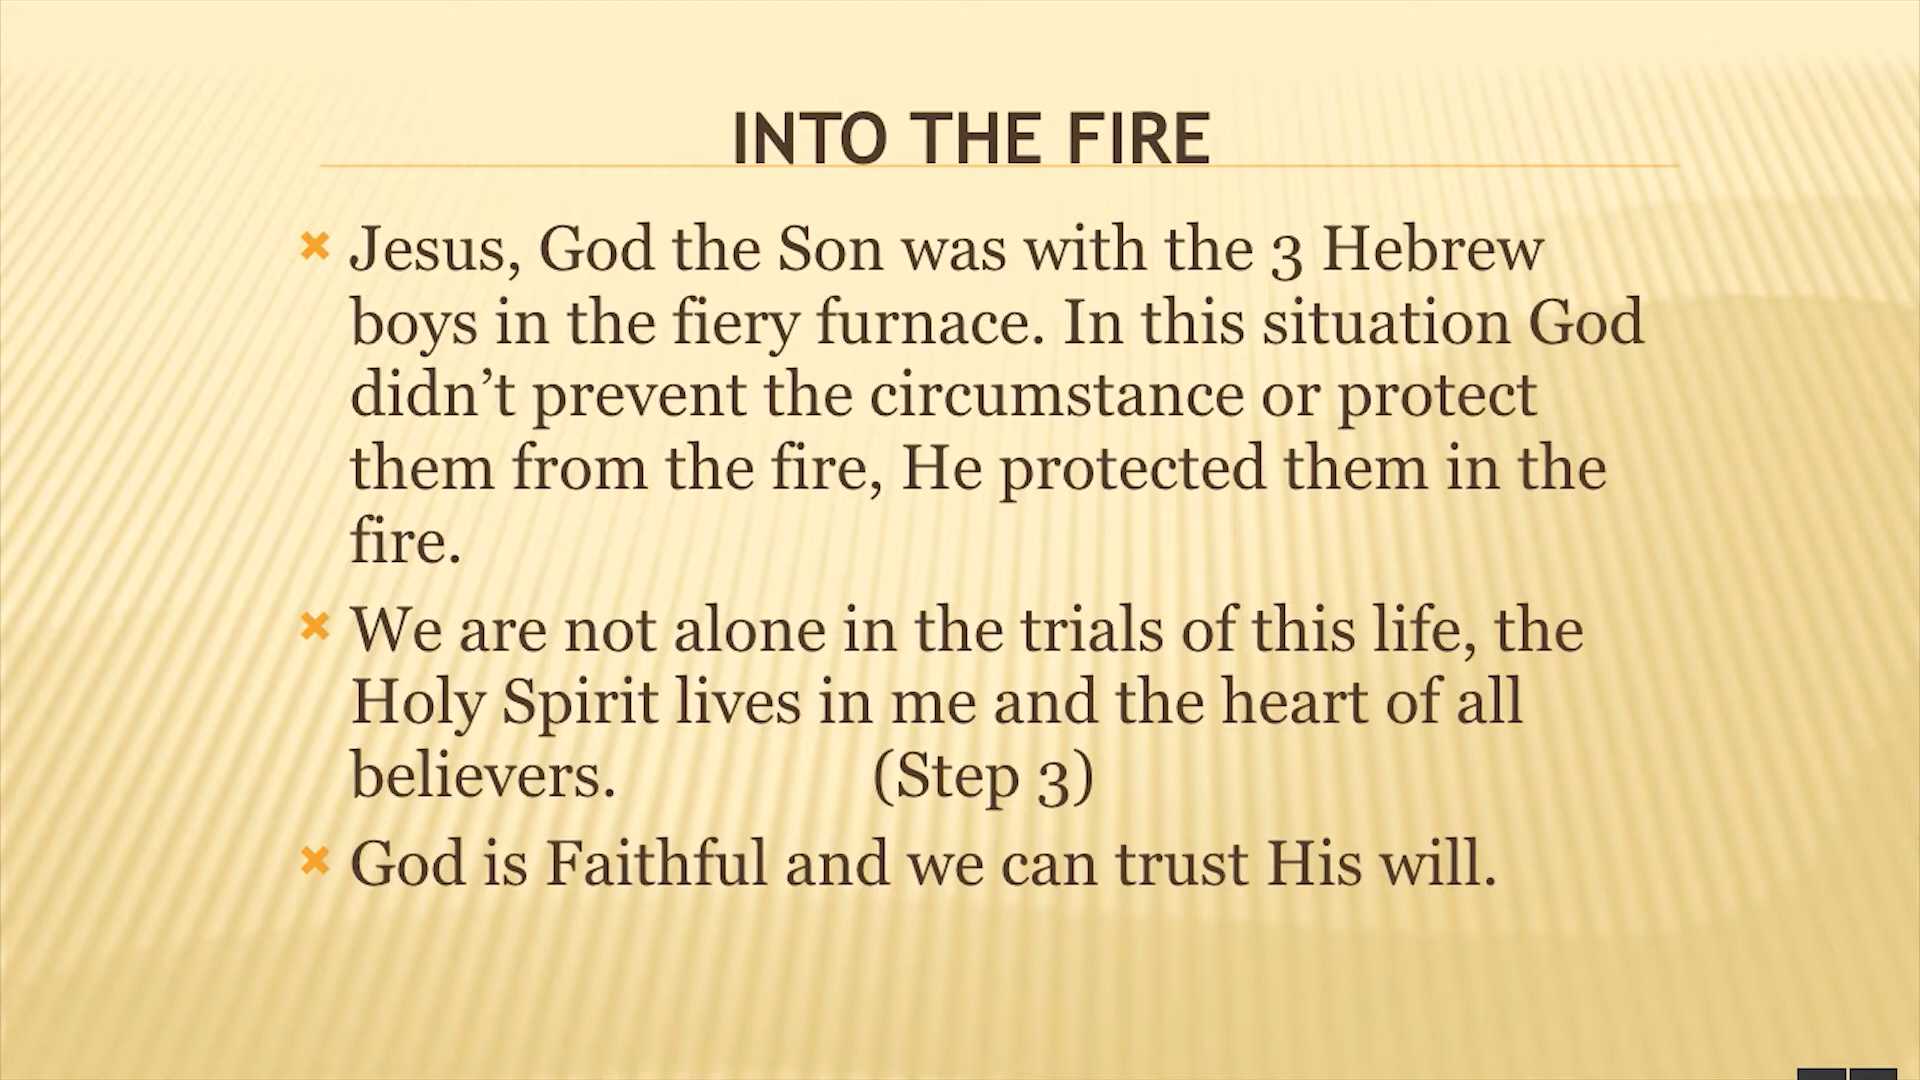 INTO THE FIRE
Jesus, God the Son was with the 3 Hebrew
boys in the fiery furnace. In this situation God
didn’t prevent the circumstance or protect
them from the fire, He protected them in the
fire.
We are not alone in the trials of this life, the
Holy Spirit lives in me and the heart of all
believers. (Step 3)
God is Faithful and we can trust His will.